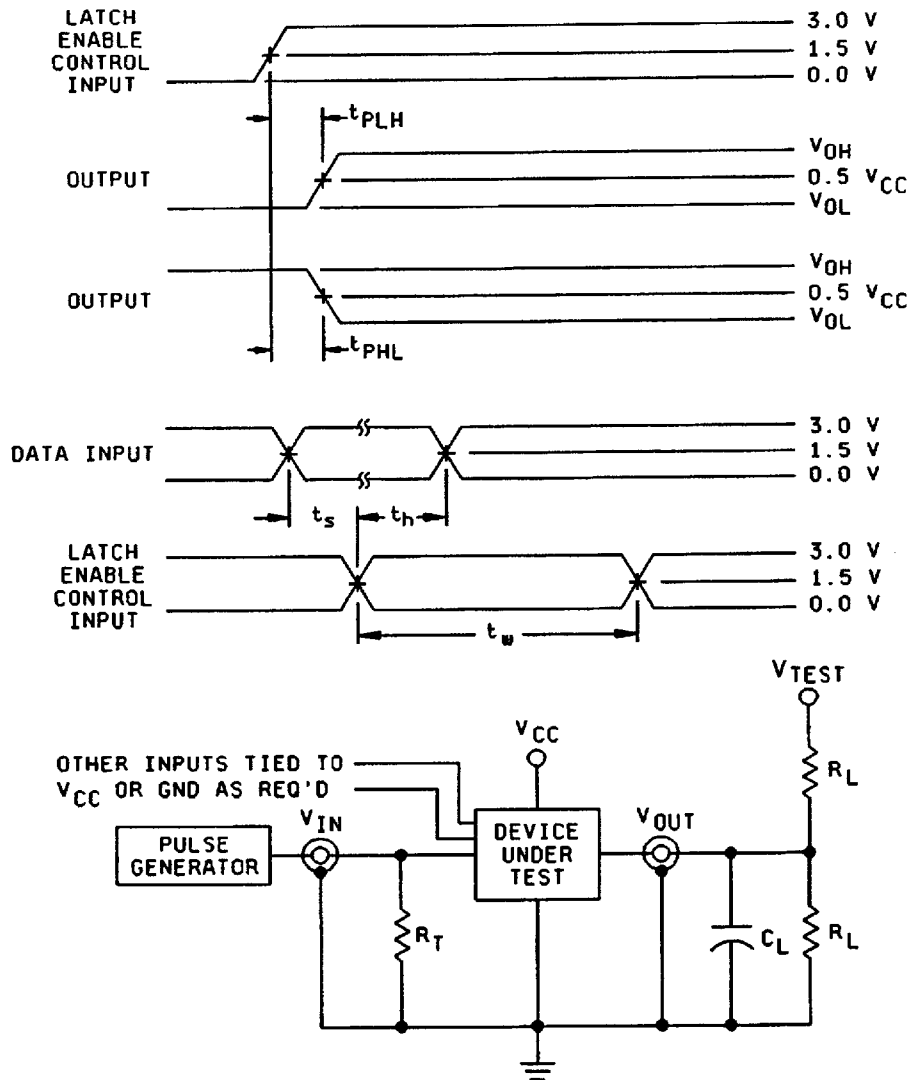 LATCH
ENABLE
CONTROL
INPUT
3.0 V
1.5 V
0.0 V
tPLH
OUTPUT
VOH
0.5 VCC
VOL
OUTPUT
VOH
0.5 VCC
VOL
tPHL
DATA INPUT
3.0 V
1.5 V
0.0 V
ts
th
LATCH
ENABLE
CONTROL
INPUT
3.0 V
1.5 V
0.0 V
tw
VTEST
VCC
RL
OTHER INPUTS TIED TO
VCC OR GND AS REQ'D
VIN
VOUT
PULSE
GENERATOR
DEVICE
UNDER
TEST
RT
CL
RL